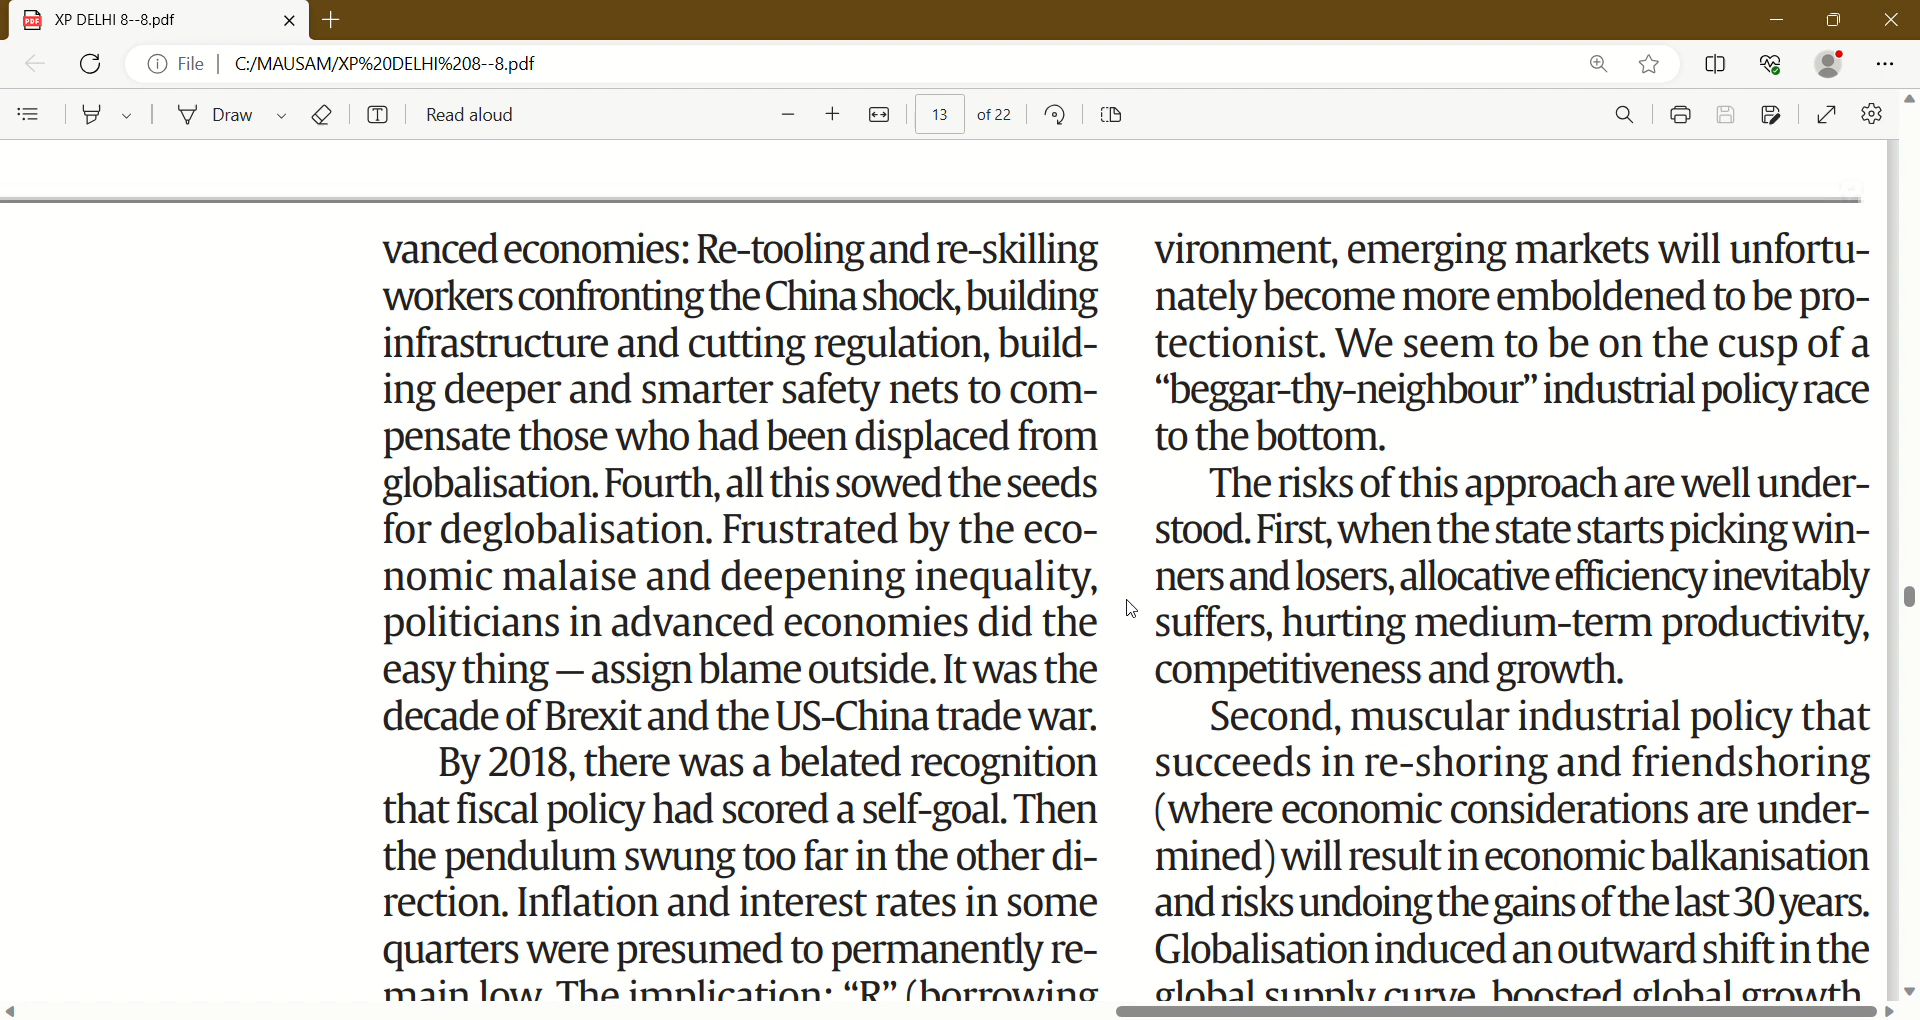 XP DELHI 8--8.pdf
File
C:/MAUSAM/XP%20DELHI%208--8.pdf
Draw
Read aloud
13 of 22
vanced economies: Re-tooling and re-skilling
workers confronting the China shock, building
infrastructure and cutting regulation, build-
ing deeper and smarter safety nets to com-
pensate those who had been displaced from
globalisation. Fourth, all this sowed the seeds
for deglobalisation. Frustrated by the eco-
nomic malaise and deepening inequality,
politicians in advanced economies did the
easy thing — assign blame outside. It was the
decade of Brexit and the US-China trade war.
By 2018, there was a belated recognition
that fiscal policy had scored a self-goal. Then
the pendulum swung too far in the other di-
rection. Inflation and interest rates in some
quarters were presumed to permanently re-
main low. The implication: “R” (borrowing
vironment, emerging markets will unfortu-
nately become more emboldened to be pro-
tectionist. We seem to be on the cusp of a
“beggar-thy-neighbour” industrial policy race
to the bottom.
The risks of this approach are well under-
stood. First, when the state starts picking win-
ners and losers, allocative efficiency inevitably
suffers, hurting medium-term productivity,
competitiveness and growth.
Second, muscular industrial policy that
succeeds in re-shoring and friendshoring
(where economic considerations are under-
mined) will result in economic balkanisation
and risks undoing the gains of the last 30 years.
Globalisation induced an outward shift in the
global supply curve, boosted global growth